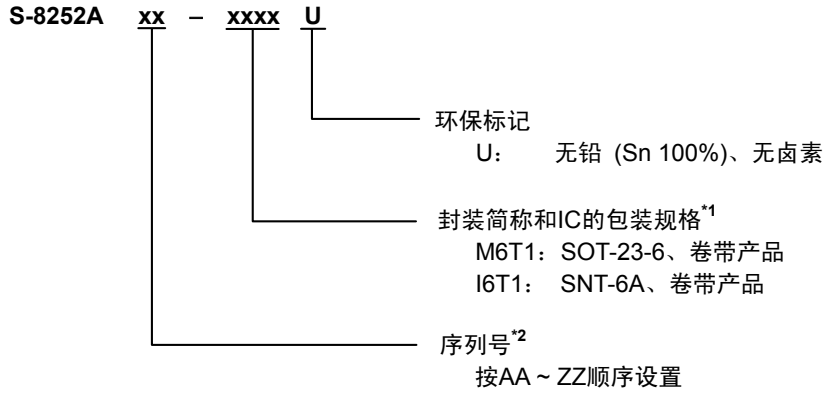 S-8252A xx – xxxx U
环保标记
U： 无铅 (Sn 100%)、无卤素
封装简称和IC的包装规格*1
M6T1：SOT-23-6、卷带产品
I6T1： SNT-6A、卷带产品
序列号*2
按AA ~ ZZ顺序设置